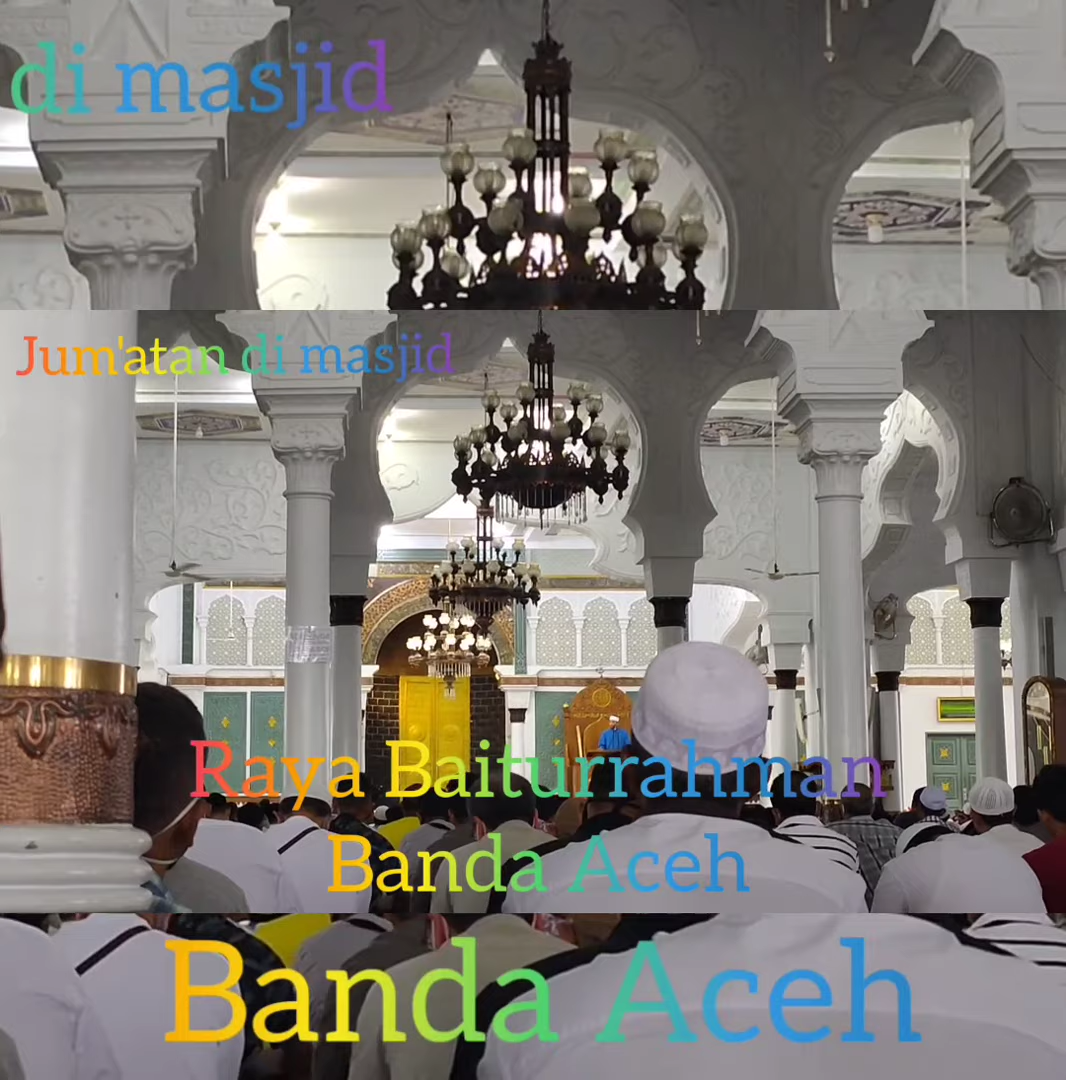 di masjid
Jum'atan di masjid
Raya Baiturrahman
Banda Aceh
Banda Aceh